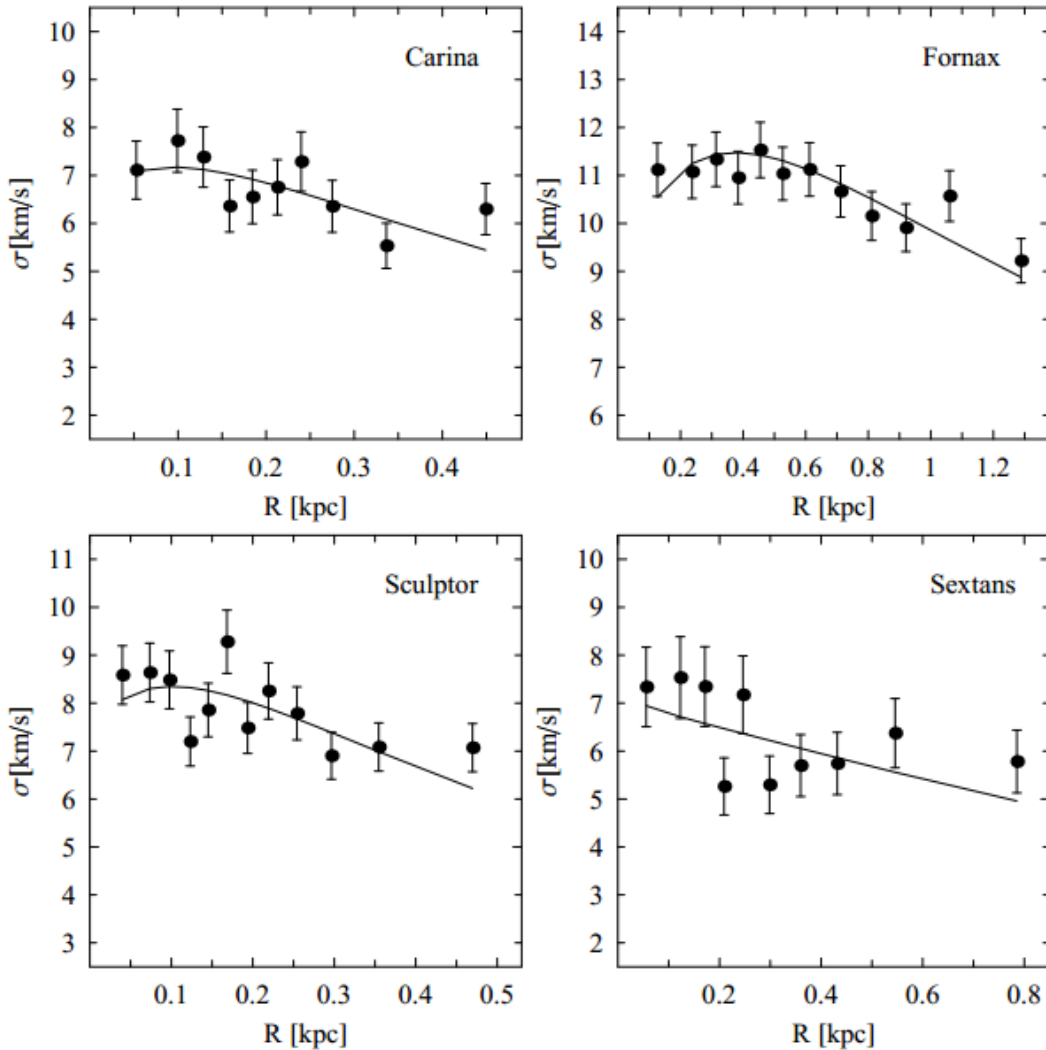 10
9
8
7
6
5
4
3
2
σ[km/s]
Carina
0.1 0.2 0.3 0.4
R [kpc]
14
13
12
11
10
9
8
7
6
σ[km/s]
Fornax
0.2 0.4 0.6 0.8 1 1.2
R [kpc]
11
10
9
8
7
6
5
4
3
σ[km/s]
Sculptor
0.1 0.2 0.3 0.4 0.5
R [kpc]
10
9
8
7
6
5
4
3
2
σ[km/s]
Sextans
0.2 0.4 0.6 0.8
R [kpc]